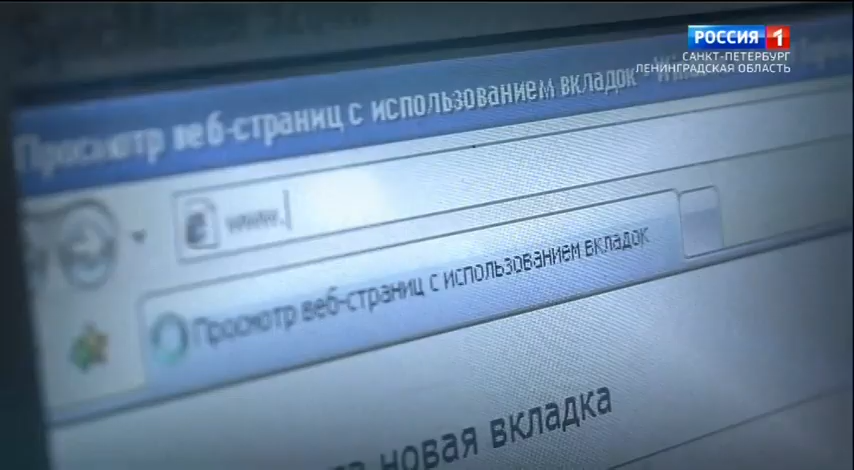 РОССИЯ 1
САНКТ-ПЕТЕРБУРГ
ЛЕНИНГРАДСКАЯ ОБЛАСТЬ
Просмотр веб-страниц с использованием вкладок -
www.
Просмотр веб-страниц с использованием вкладок
новая вкладка